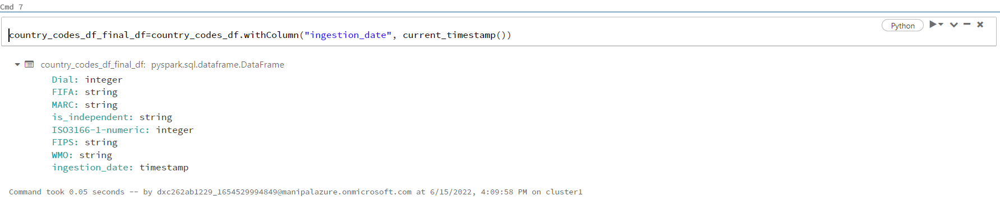 Cmd 7
Python
country_codes_df_final_df=country_codes_df.withColumn("ingestion_date", current_timestamp())
country_codes_df_final_df: pyspark.sql.dataframe.DataFrame
Dial: integer
FIFA: string
MARC: string
is_independent: string
ISO3166-1-numeric: integer
FIPS: string
WMO: string
ingestion_date: timestamp
Command took 0.05 seconds -- by dxc262ab1229_1654529994849@manipalazure.onmicrosoft.com at 6/15/2022, 4:09:58 PM on cluster1